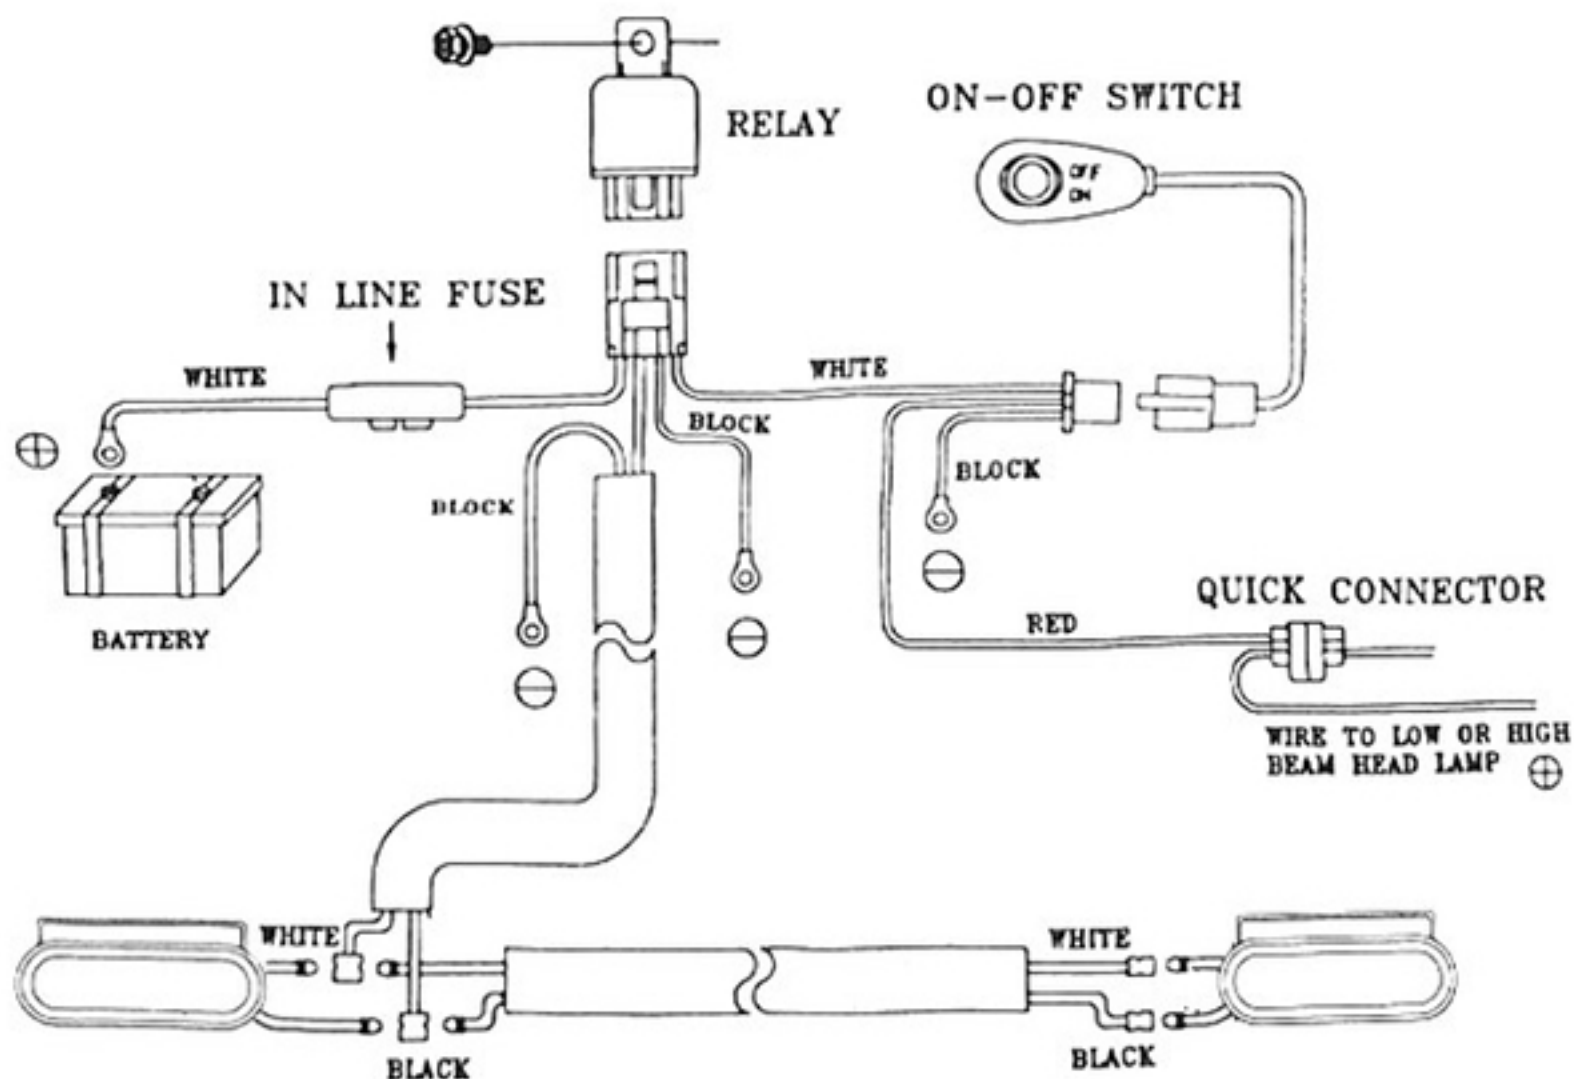 RELAY
ON-OFF SWITCH
OFF
ON
IN LINE FUSE
WHITE
WHITE
BLOCK
BLOCK
BLOCK
BATTERY
QUICK CONNECTOR
RED
WIRE TO LOW OR HIGH
BEAM HEAD LAMP
WHITE
WHITE
BLACK
BLACK